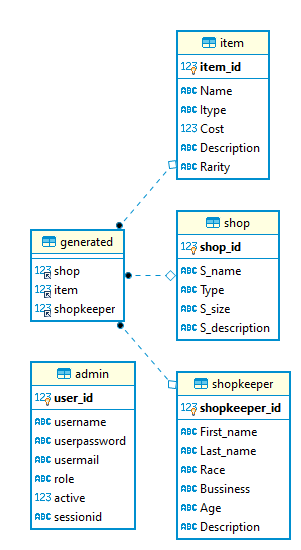 item
123 item_id
ABC Name
ABC Itype
123 Cost
ABC Description
ABC Rarity
generated
123 shop
123 item
123 shopkeeper
shop
123 shop_id
ABC S_name
ABC Type
ABC S_size
ABC S_description
admin
123 user_id
ABC username
ABC userpassword
ABC usermail
ABC role
123 active
ABC sessionid
shopkeeper
123 shopkeeper_id
ABC First_name
ABC Last_name
ABC Race
ABC Bussiness
ABC Age
ABC Description